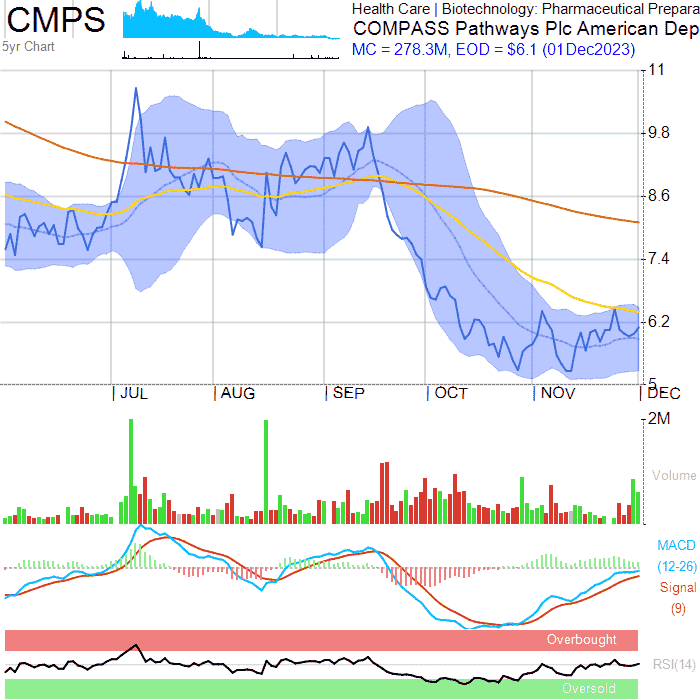 CMPS
5yr Chart
Health Care | Biotechnology: Pharmaceutical Prepara
COMPASS Pathways Plc American Dep
MC = 278.3M, EOD = $6.1 (01Dec2023)
11
9.8
8.6
7.4
6.2
5
JUL AUG SEP OCT NOV DEC
2M
Volume
MACD
(12-26)
Signal
(9)
Overbought
RSI(14)
Oversold